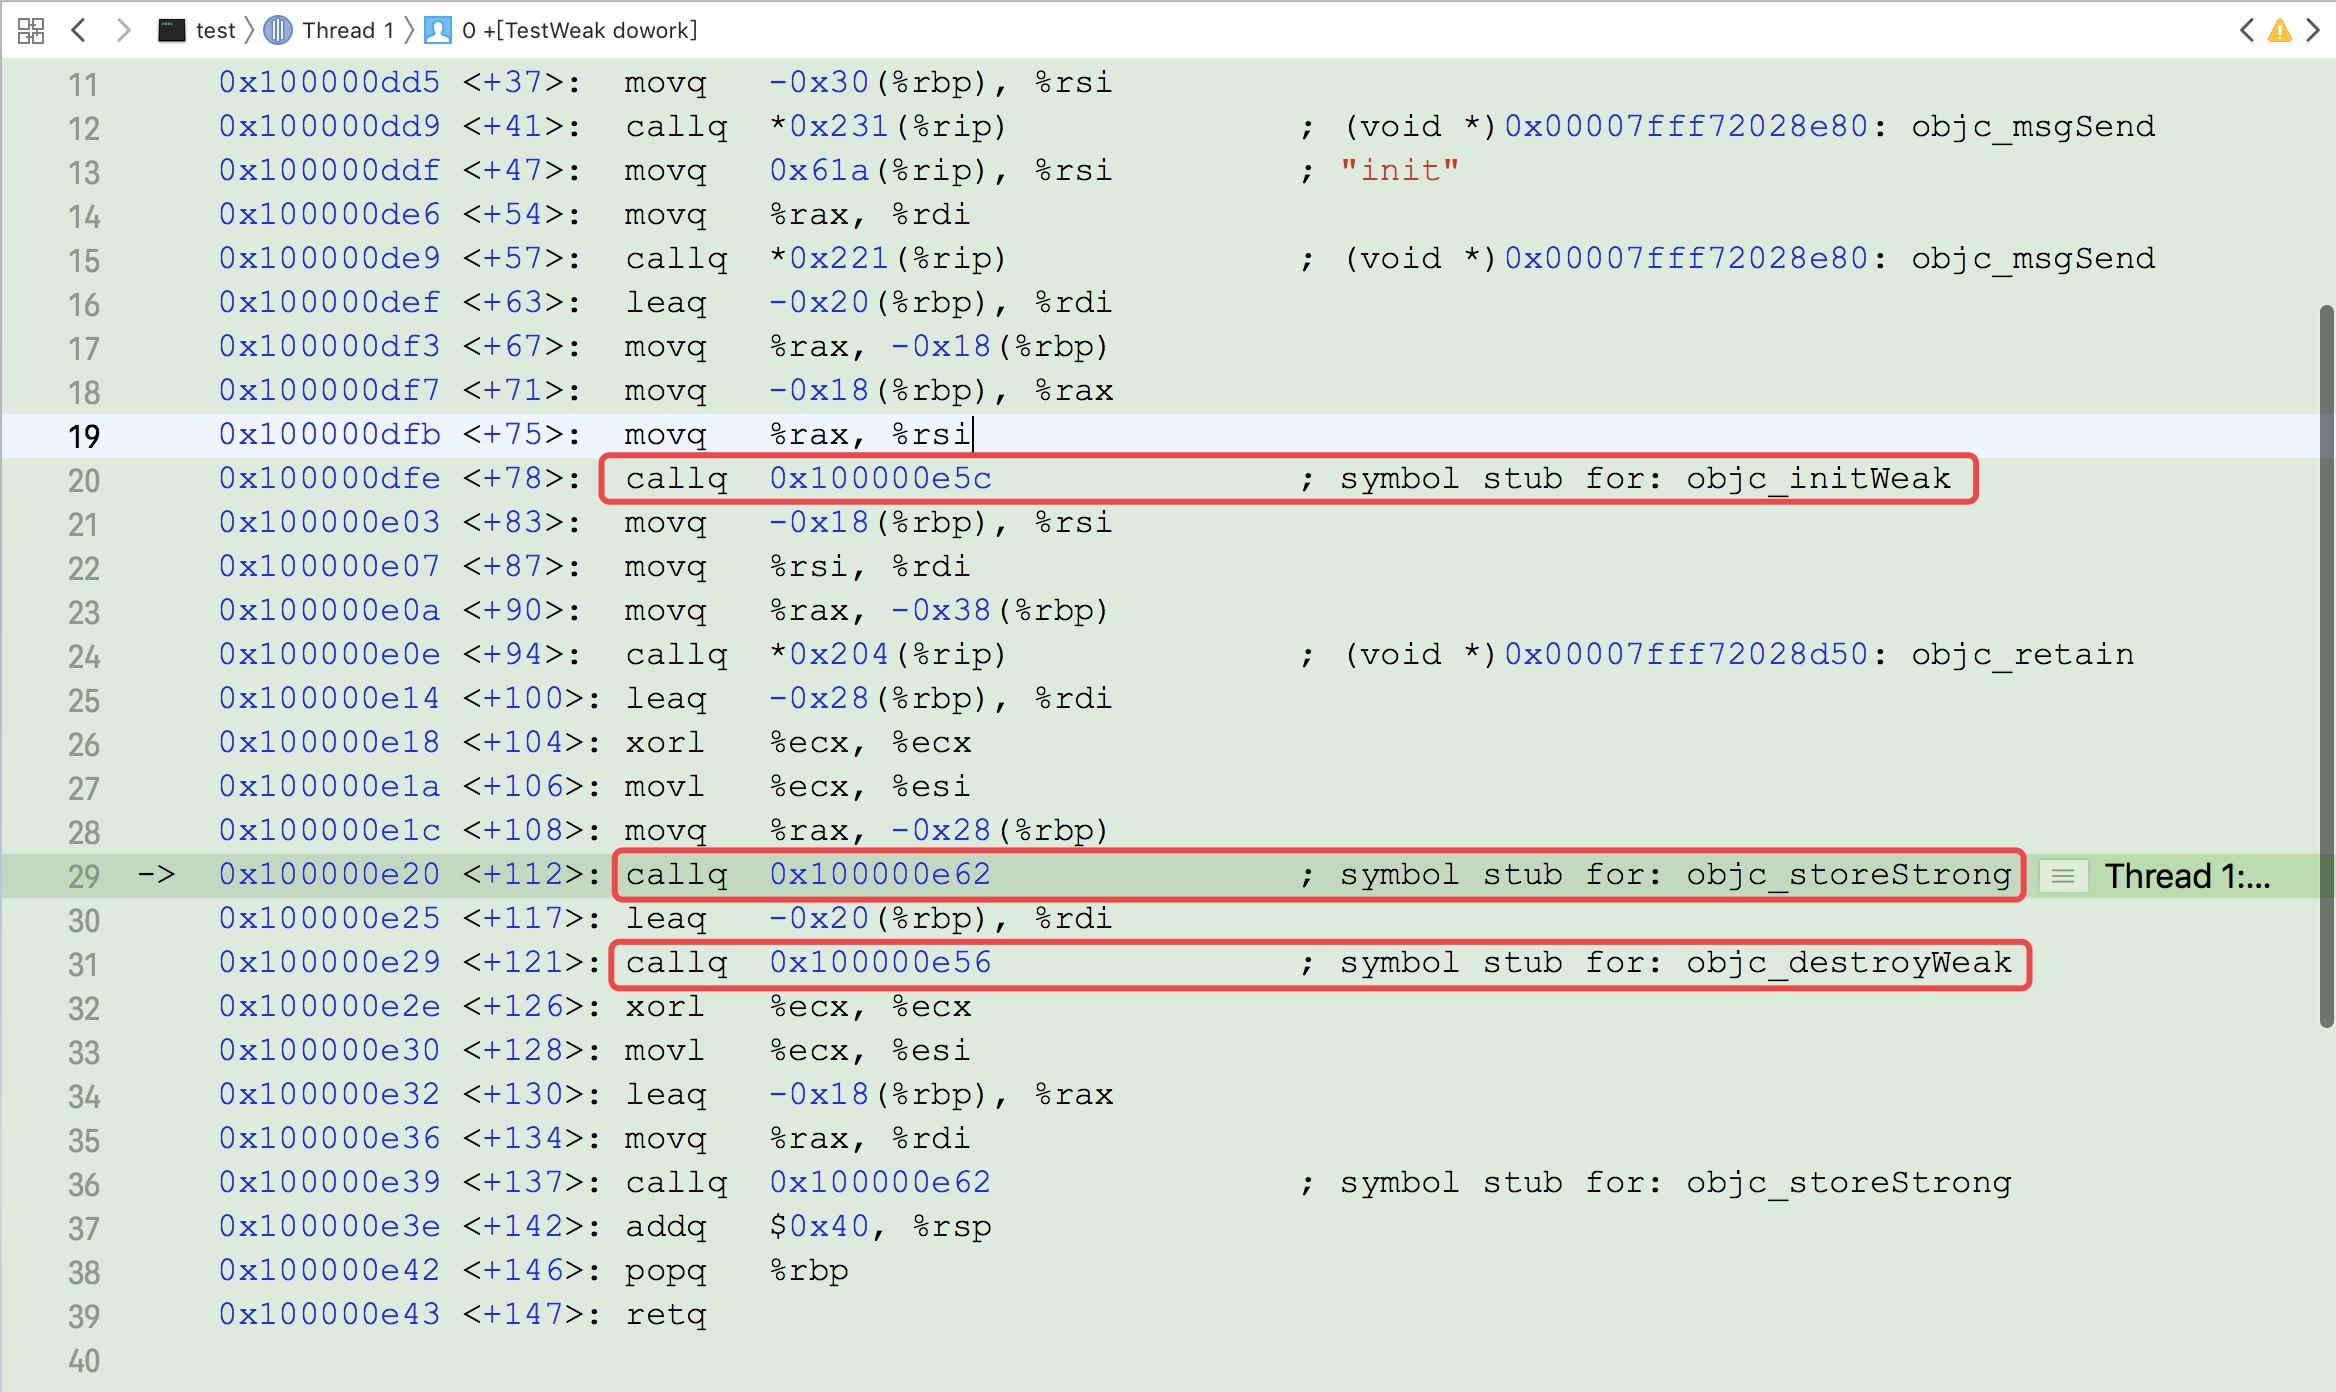 test 〉 Thread 1 〉 0 +[TestWeak dowork]
11 0x100000dd5 <+37>: movq -0x30(%rbp), %rsi
12 0x100000dd9 <+41>: callq *0x231(%rip) ; (void *)0x00007fff72028e80: objc_msgSend
13 0x100000ddf <+47>: movq 0x61a(%rip), %rsi ; "init"
14 0x100000de6 <+54>: movq %rax, %rdi
15 0x100000de9 <+57>: callq *0x221(%rip) ; (void *)0x00007fff72028e80: objc_msgSend
16 0x100000def <+63>: leaq -0x20(%rbp), %rdi
17 0x100000df3 <+67>: movq %rax, -0x18(%rbp)
18 0x100000df7 <+71>: movq -0x18(%rbp), %rax
19 0x100000dfb <+75>: movq %rax, %rsi
20 0x100000dfe <+78>: callq 0x100000e5c ; symbol stub for: objc_initWeak
21 0x100000e03 <+83>: movq -0x18(%rbp), %rsi
22 0x100000e07 <+87>: movq %rsi, %rdi
23 0x100000e0a <+90>: movq %rax, -0x38(%rbp)
24 0x100000e0e <+94>: callq *0x204(%rip) ; (void *)0x00007fff72028d50: objc_retain
25 0x100000e14 <+100>: leaq -0x28(%rbp), %rdi
26 0x100000e18 <+104>: xorl %ecx, %ecx
27 0x100000e1a <+106>: movl %ecx, %esi
28 0x100000e1c <+108>: movq %rax, -0x28(%rbp)
29 -> 0x100000e20 <+112>: callq 0x100000e62 ; symbol stub for: objc_storeStrong Thread 1:...
30 0x100000e25 <+117>: leaq -0x20(%rbp), %rdi
31 0x100000e29 <+121>: callq 0x100000e56 ; symbol stub for: objc_destroyWeak
32 0x100000e2e <+126>: xorl %ecx, %ecx
33 0x100000e30 <+128>: movl %ecx, %esi
34 0x100000e32 <+130>: leaq -0x18(%rbp), %rax
35 0x100000e36 <+134>: movq %rax, %rdi
36 0x100000e39 <+137>: callq 0x100000e62 ; symbol stub for: objc_storeStrong
37 0x100000e3e <+142>: addq $0x40, %rsp
38 0x100000e42 <+146>: popq %rbp
39 0x100000e43 <+147>: retq
40